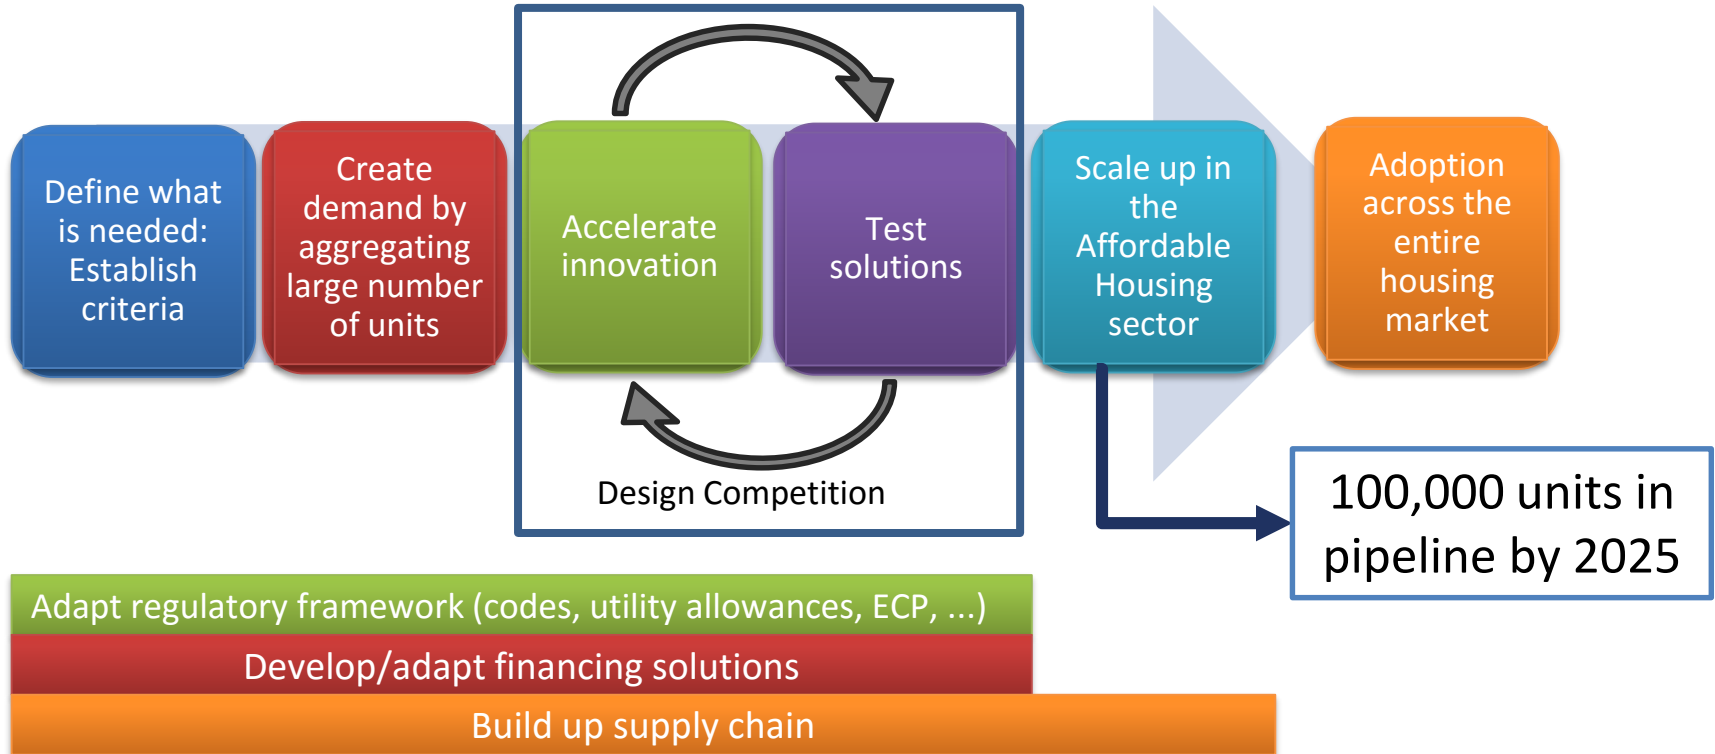 Define what
is needed:
Establish
criteria
Create
demand by
aggregating
large number
of units
Accelerate
innovation
Test
solutions
Scale up in
the
Affordable
Housing
sector
Adoption
across the
entire
housing
market
Design Competition
100,000 units in
pipeline by 2025
Adapt regulatory framework (codes, utility allowances, ECP, ...)
Develop/adapt financing solutions
Build up supply chain